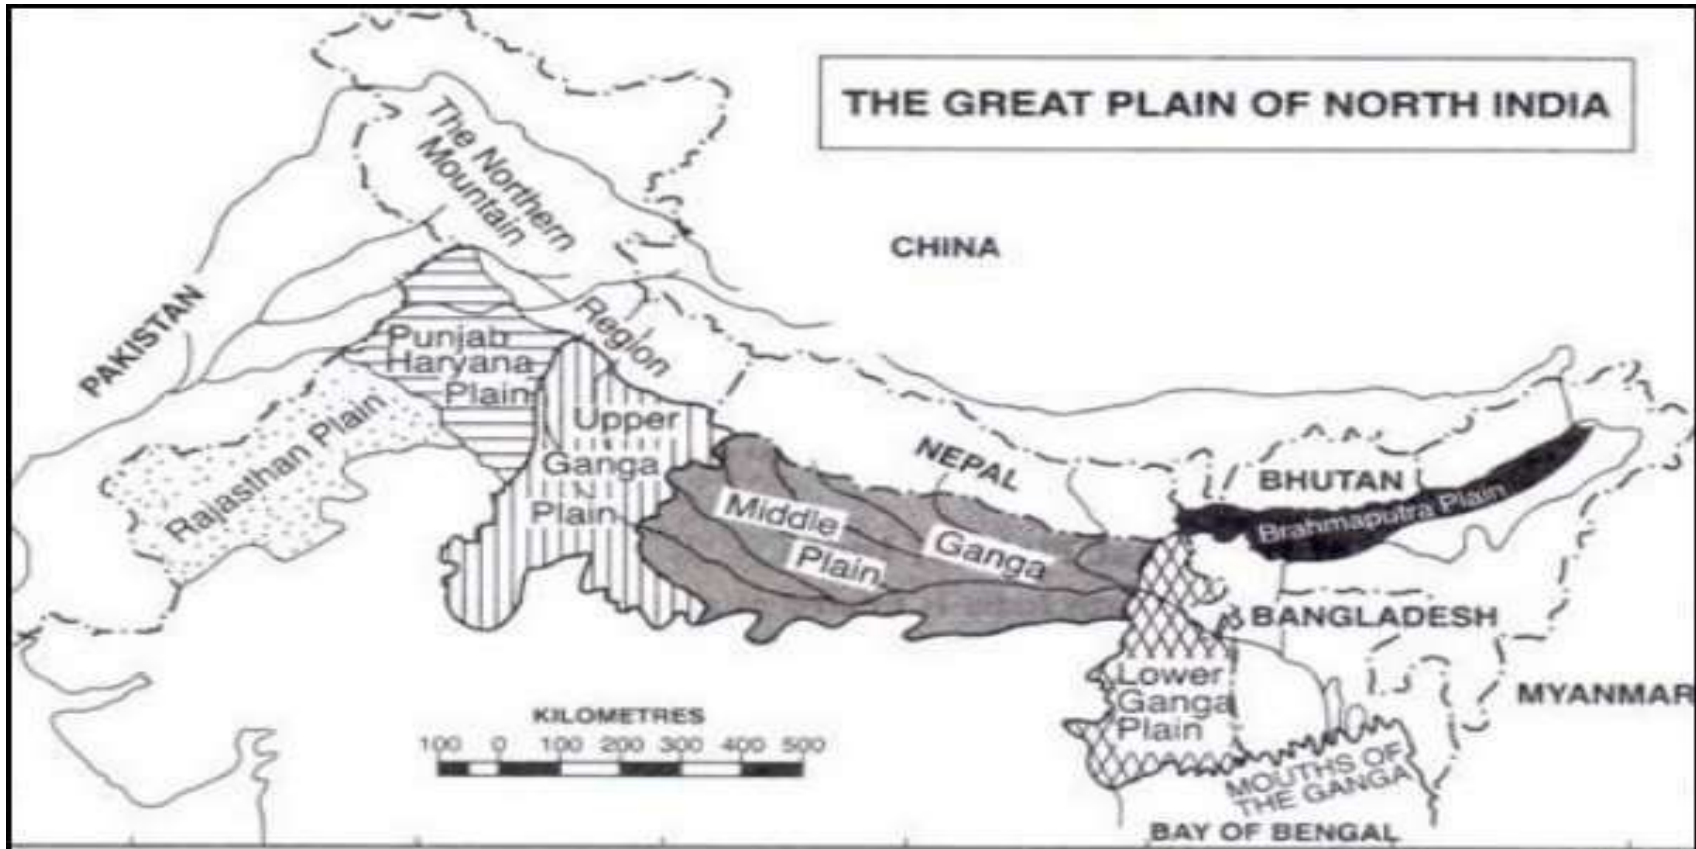 THE GREAT PLAIN OF NORTH INDIA
The Northern
Mountain
Region
CHINA
PAKISTAN
Punjab
Haryana
Plain
Rajasthan Plain
Upper
Ganga
Plain
NEPAL
Middle
Ganga
Plain
BHUTAN
Brahmaputra Plain
BANGLADESH
Lower
Ganga
Plain
MYANMAR
KILOMETRES
100 0 100 200 300 400 500
MOUTHS OF
THE GANGA
BAY OF BENGAL